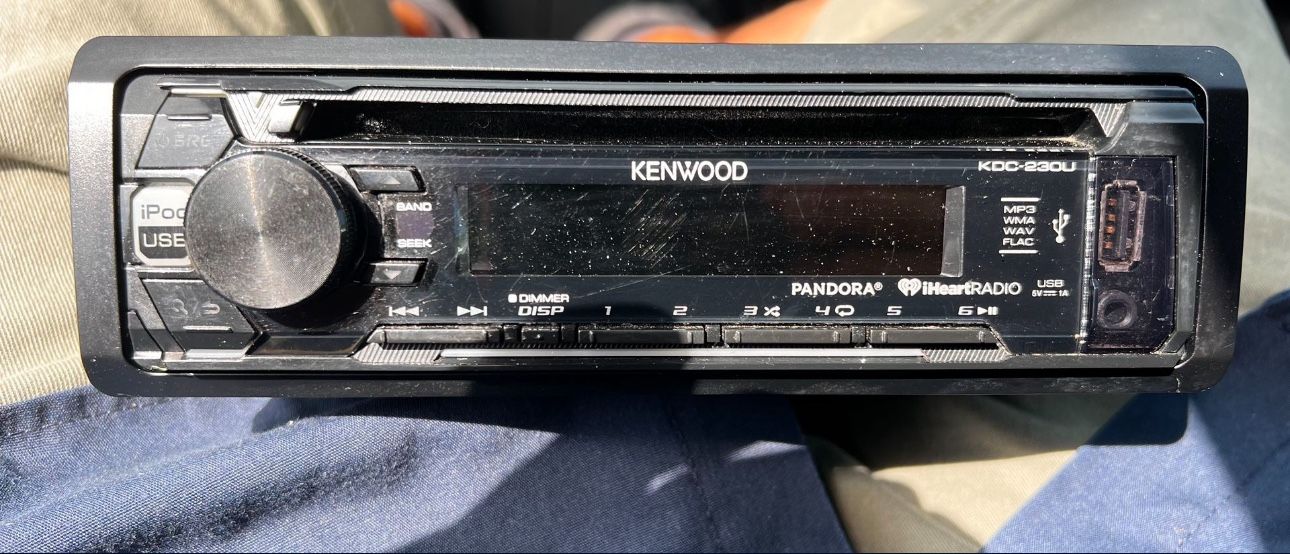 SRC
KENWOOD
KDC-230U
iPod
USB
BAND
SEEK
MP3
WMA
WAV
FLAC
PANDORA®
iHeartRADIO
USB
5V 1A
DIMMER
DISP
1
2
3
4
5
6